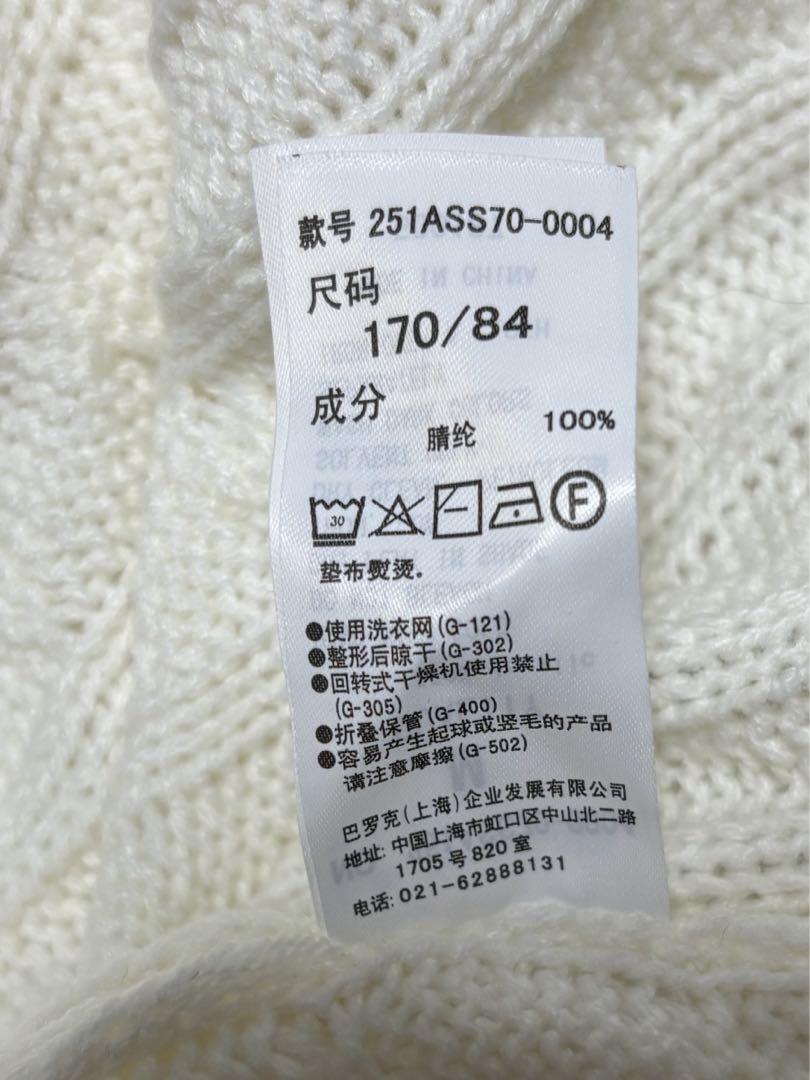 款号 251ASS70-0004
尺码
170/84
成分
腈纶 100%
30 F
垫布熨烫.
●使用洗衣网(G-121)
●整形后晾干(G-302)
●回转式干燥机使用禁止
(G-305)
●折叠保管(G-400)
●容易产生起球或竖毛的产品
请注意摩擦(G-502)
巴罗克(上海)企业发展有限公司
地址: 中国上海市虹口区中山北二路
1705号820室
电话: 021-62888131